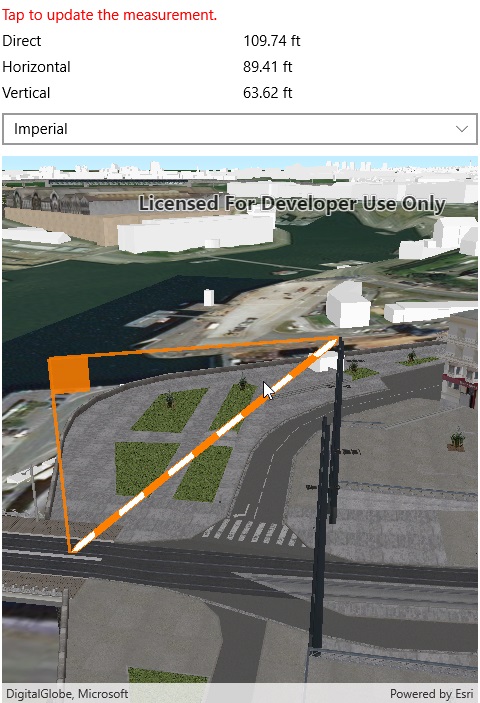 Tap to update the measurement.
Direct 109.74 ft
Horizontal 89.41 ft
Vertical 63.62 ft
Imperial
Licensed For Developer Use Only
DigitalGlobe, Microsoft Powered by Esri